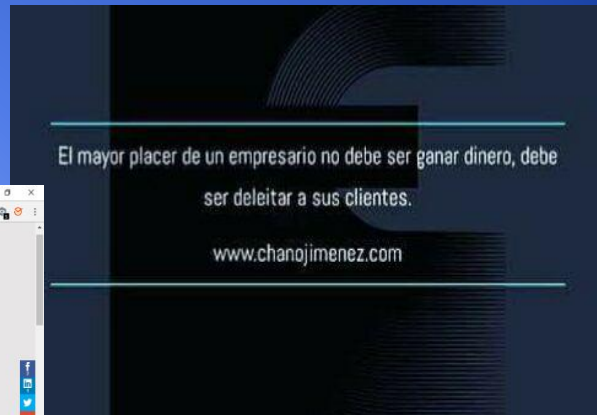 El mayor placer de un empresario no debe ser ganar dinero, debe
ser deleitar a sus clientes.
www.chanojimenez.com